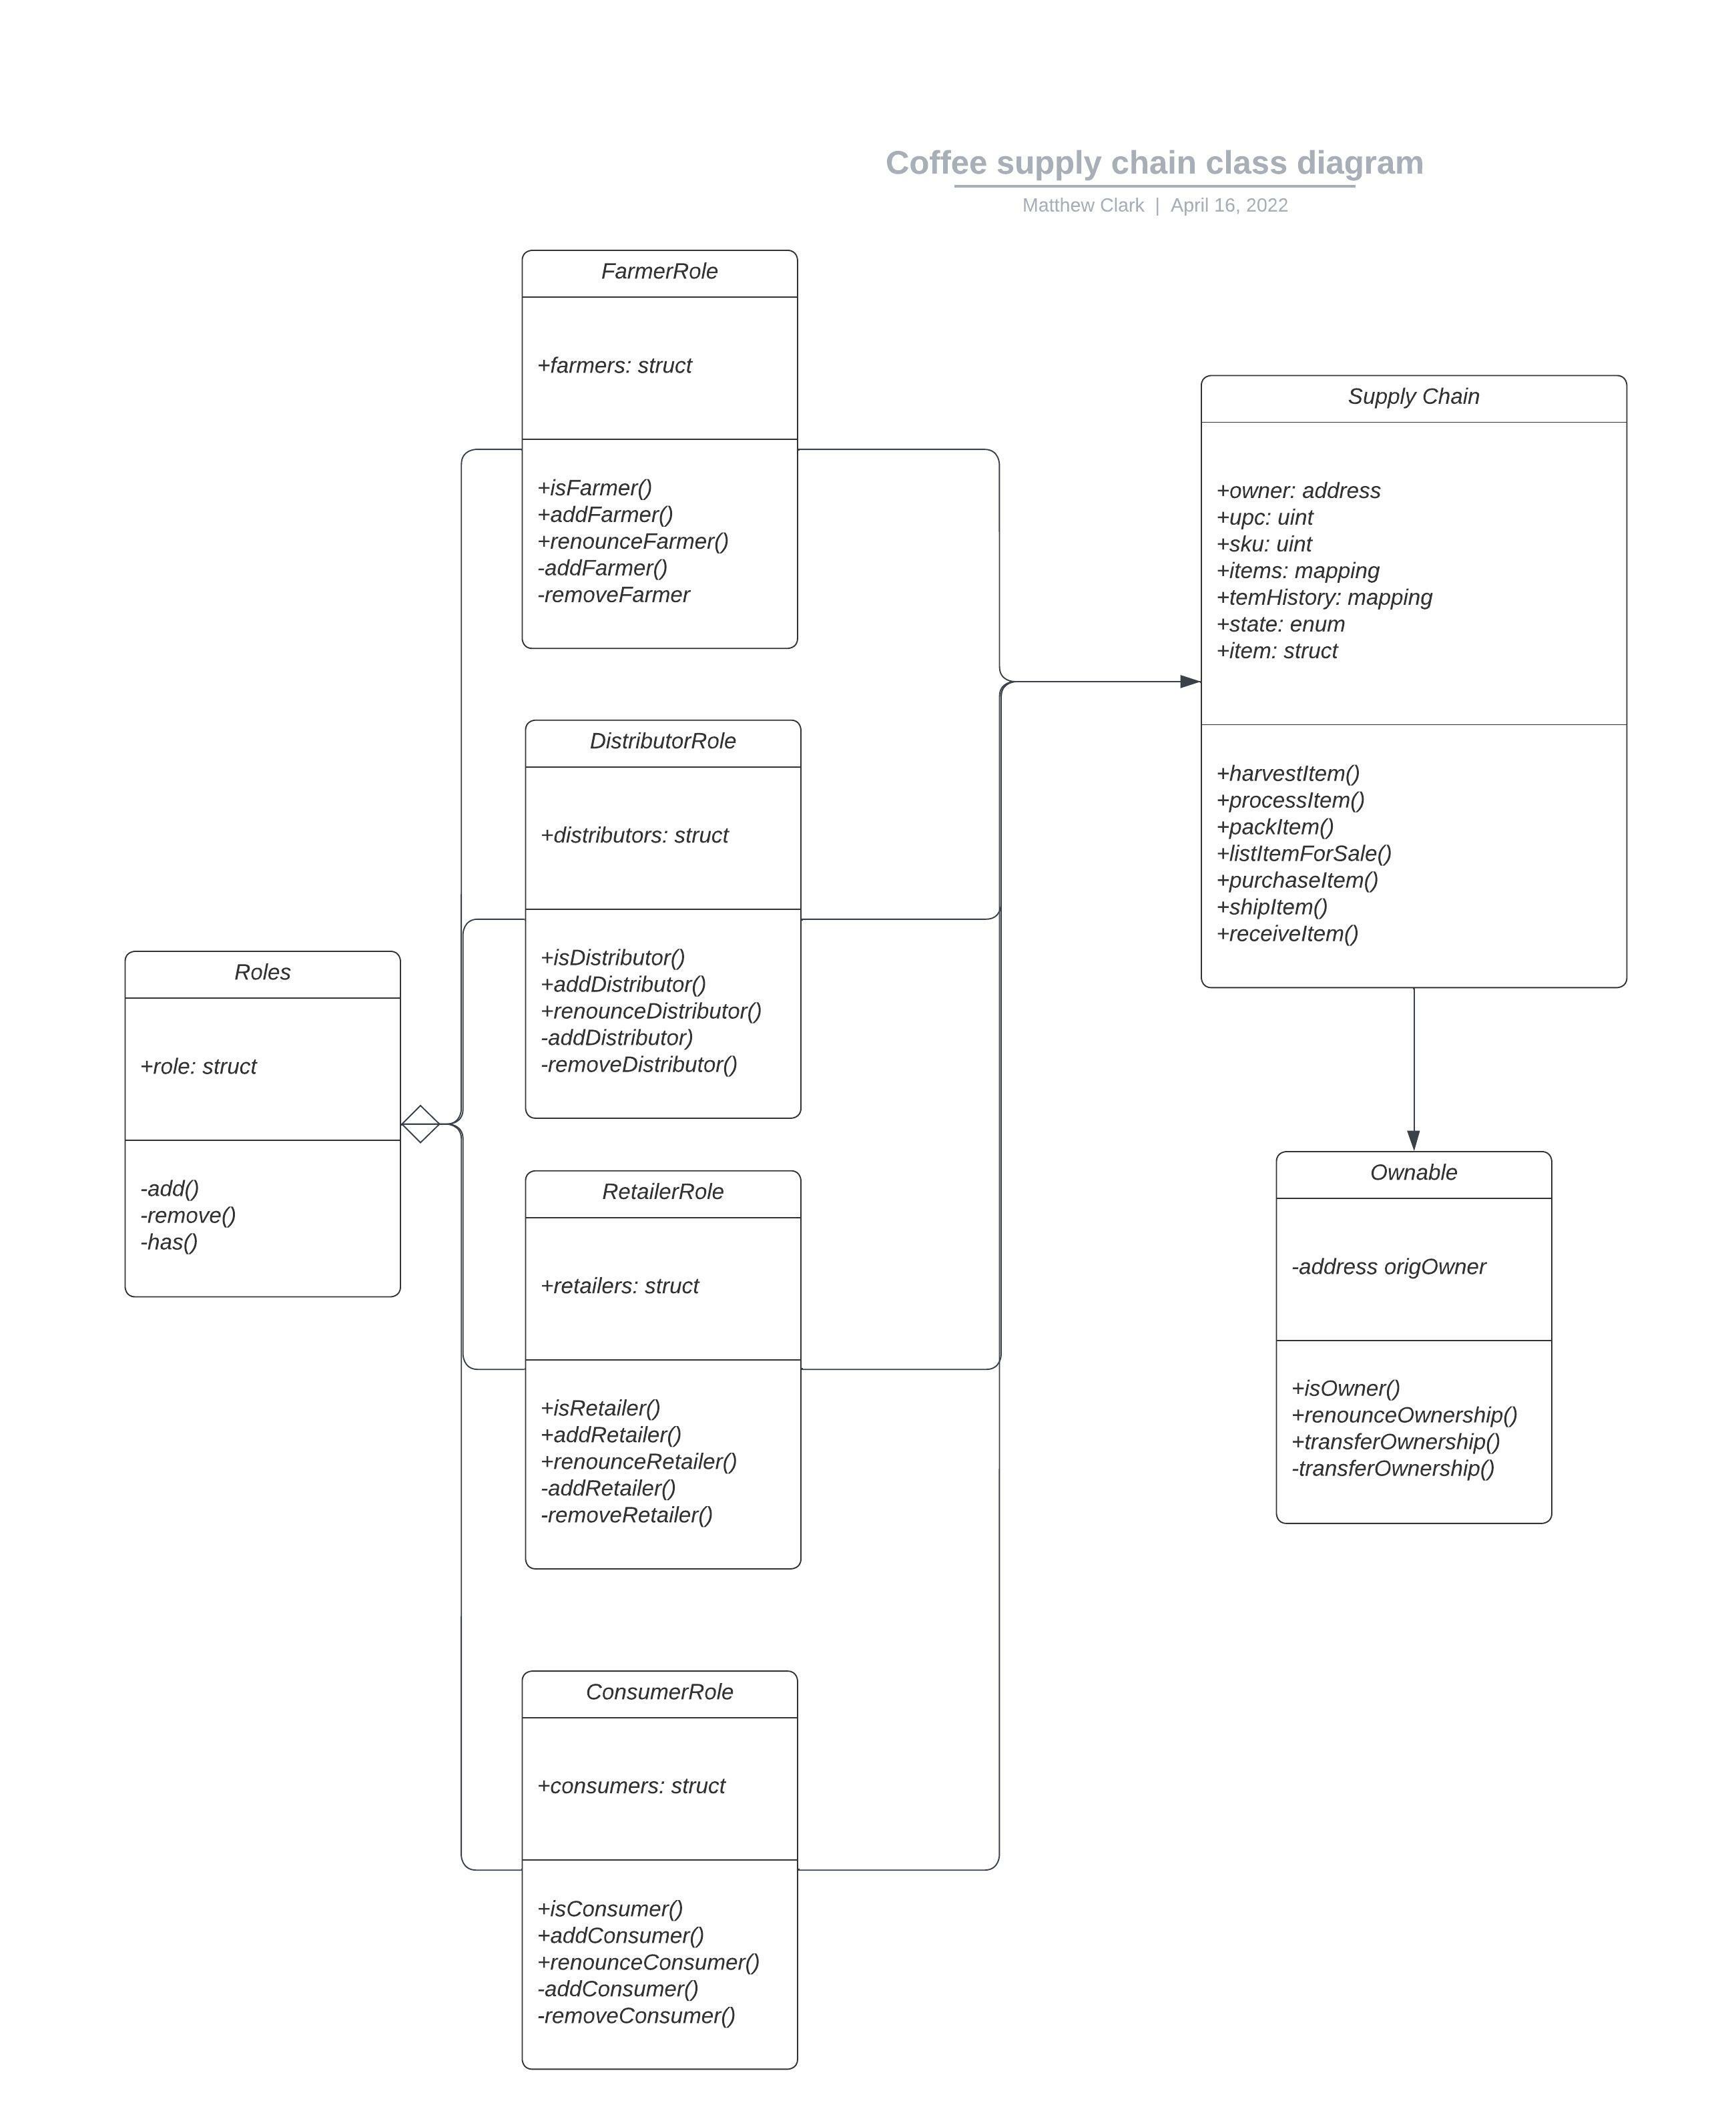 Coffee supply chain class diagram
Matthew Clark | April 16, 2022
FarmerRole
+farmers: struct
+isFarmer()
+addFarmer()
+renounceFarmer()
-addFarmer()
-removeFarmer
Supply Chain
+owner: address
+upc: uint
+sku: uint
+items: mapping
+temHistory: mapping
+state: enum
+item: struct
+harvestItem()
+processItem()
+packItem()
+listItemForSale()
+purchaseItem()
+shipItem()
+receiveItem()
DistributorRole
+distributors: struct
+isDistributor()
+addDistributor()
+renounceDistributor()
-addDistributor)
-removeDistributor()
Roles
+role: struct
-add()
-remove()
-has()
RetailerRole
+retailers: struct
+isRetailer()
+addRetailer()
+renounceRetailer()
-addRetailer()
-removeRetailer()
Ownable
-address origOwner
+isOwner()
+renounceOwnership()
+transferOwnership()
-transferOwnership()
ConsumerRole
+consumers: struct
+isConsumer()
+addConsumer()
+renounceConsumer()
-addConsumer()
-removeConsumer()